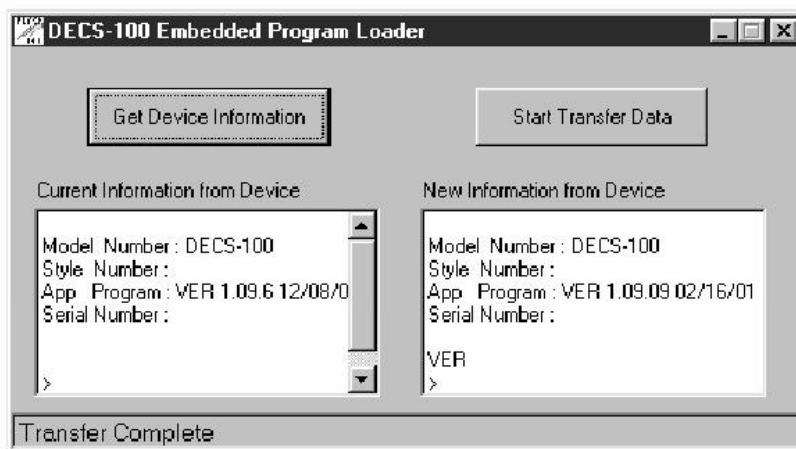 DECS-100 Embedded Program Loader
Get Device Information
Start Transfer Data
Current Information from Device
Model Number : DECS-100
Style Number :
App Program : VER 1.09.6 12/08/0
Serial Number :
>
New Information from Device
Model Number : DECS-100
Style Number :
App Program : VER 1.09.09 02/16/01
Serial Number :
VER
>
Transfer Complete